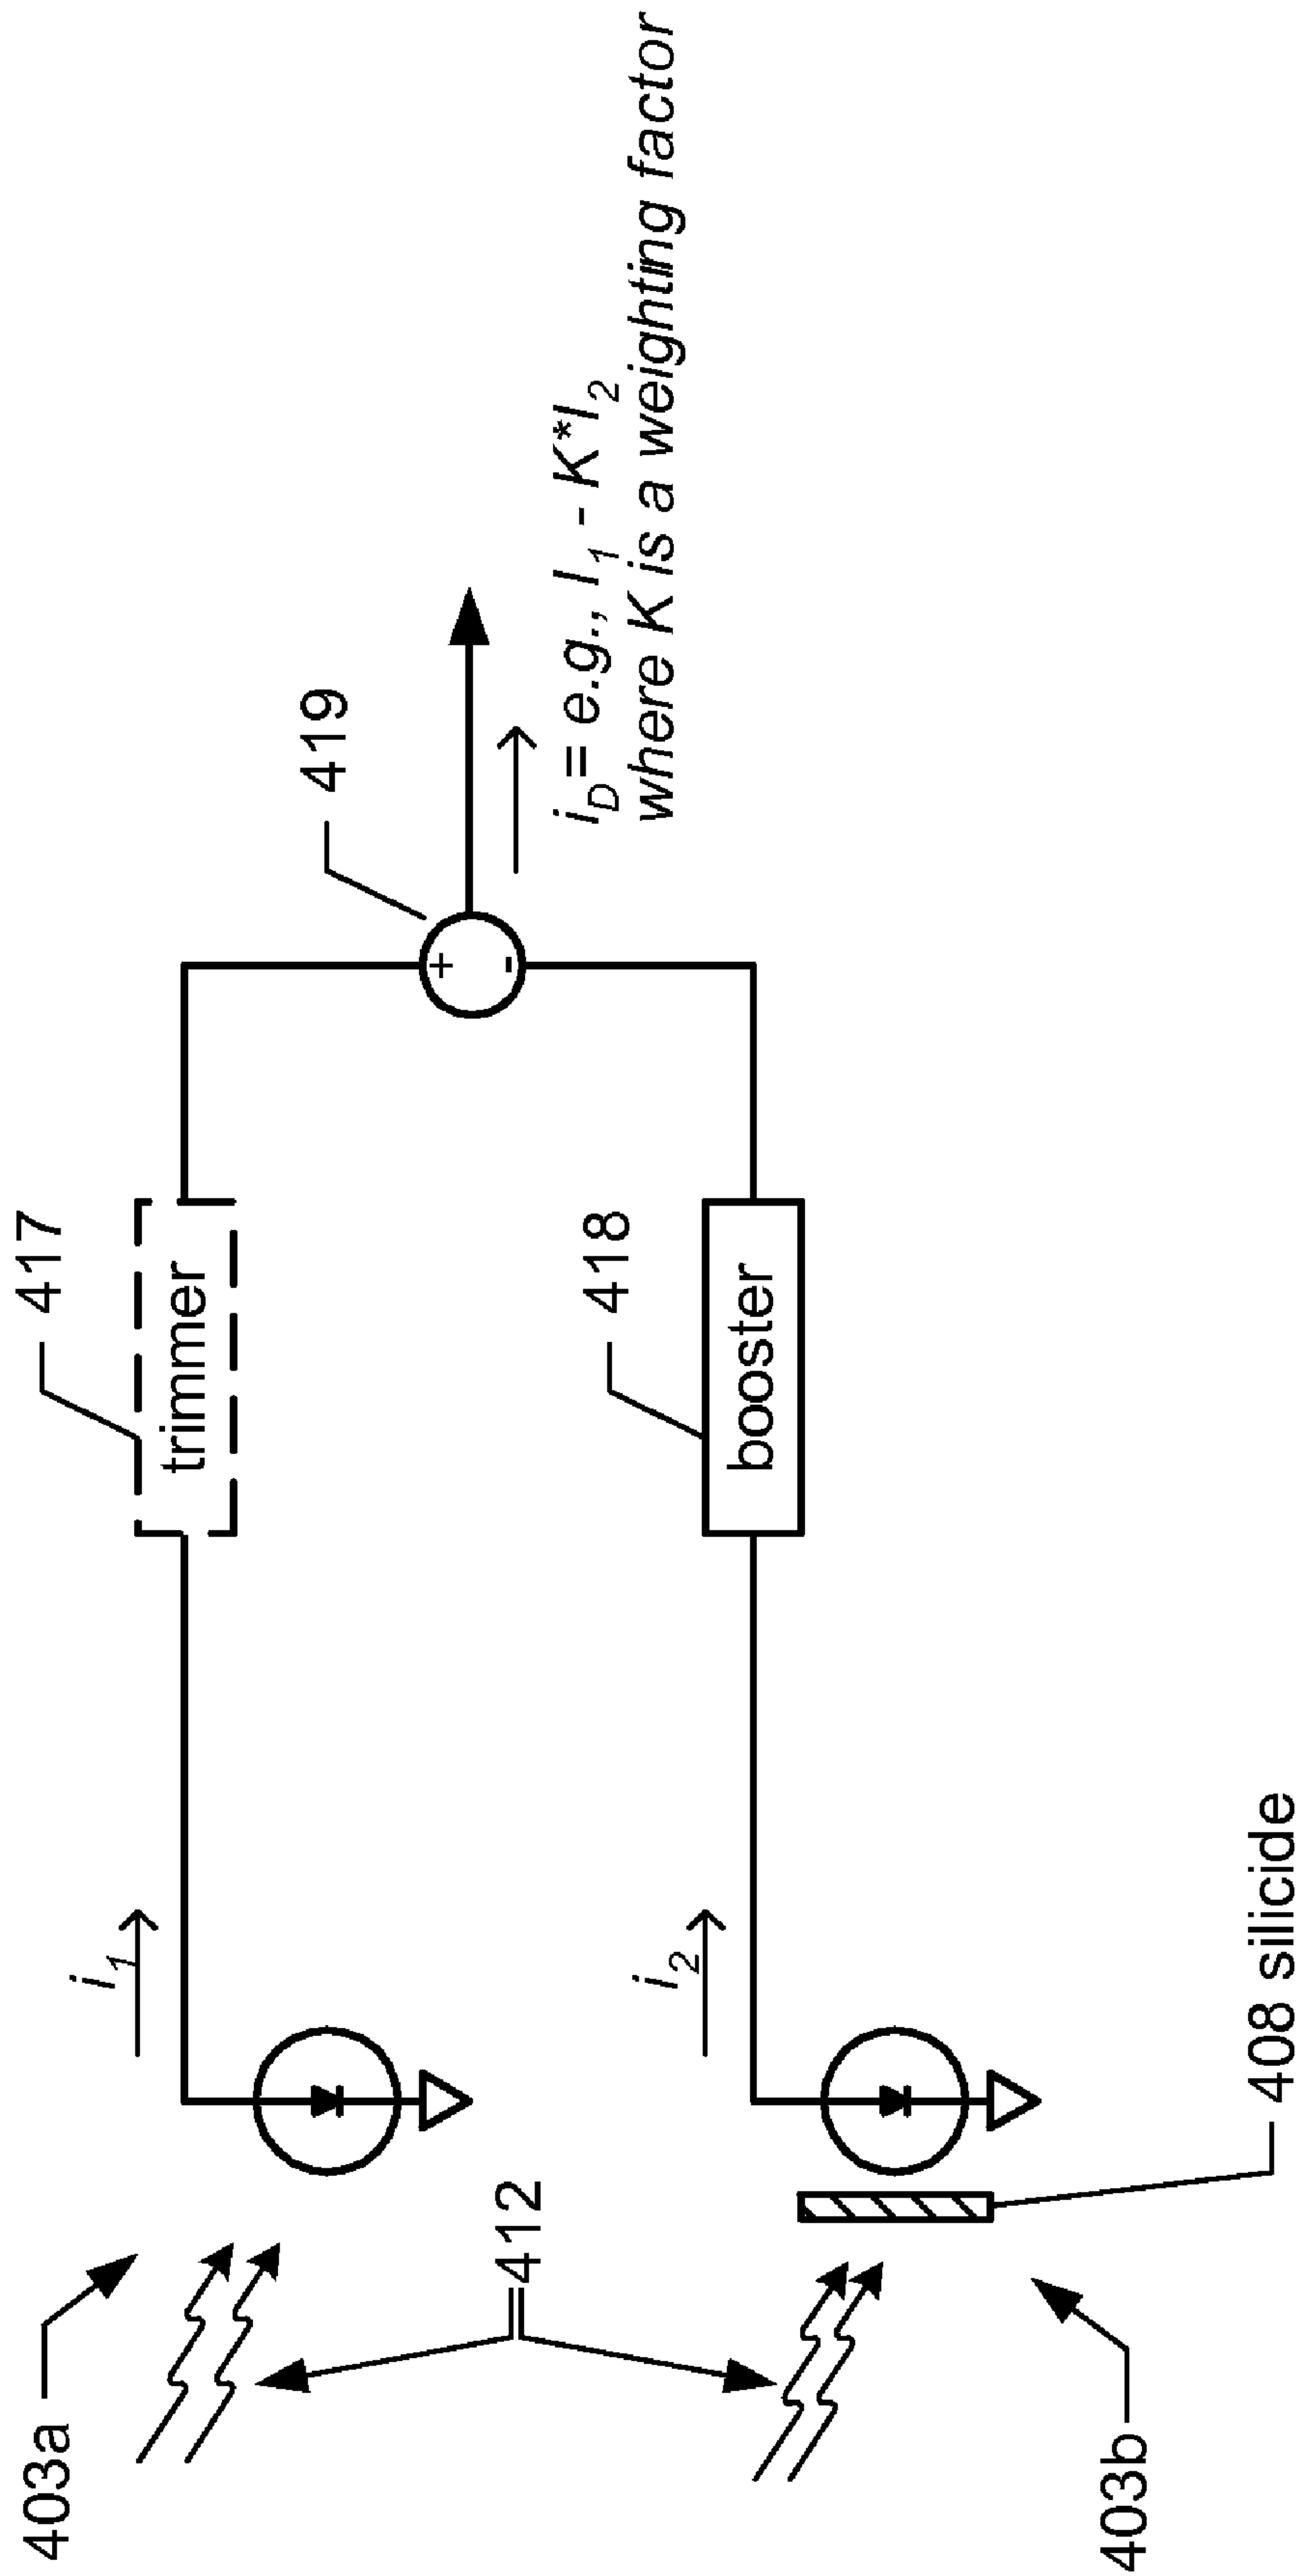 403a
i1
417
trimmer
419
+
-
iD = e.g., I1 - K*I2
where K is a weighting factor
412
i2
418
booster
403b
408 silicide